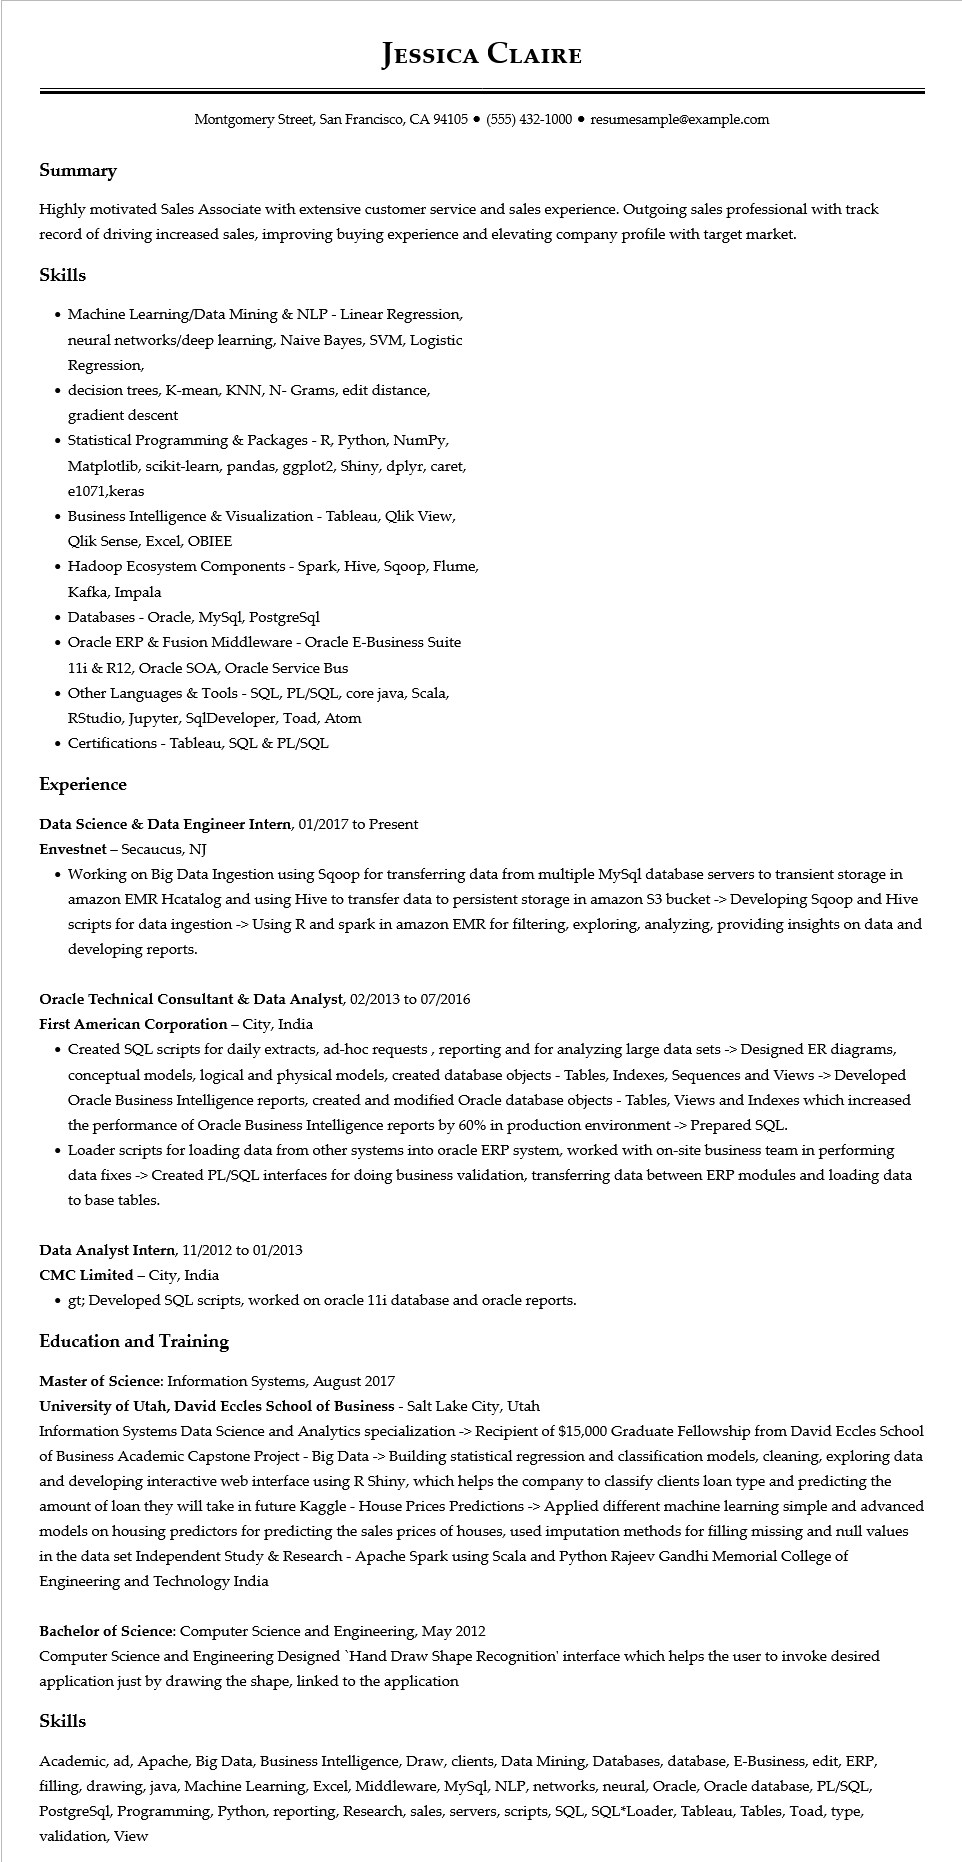 Jessica Claire
Montgomery Street, San Francisco, CA 94105 ● (555) 432-1000 ● resumesample@example.com
Summary
Highly motivated Sales Associate with extensive customer service and sales experience. Outgoing sales professional with track
record of driving increased sales, improving buying experience and elevating company profile with target market.
Skills
• Machine Learning/Data Mining & NLP - Linear Regression,
neural networks/deep learning, Naive Bayes, SVM, Logistic
Regression,
• decision trees, K-mean, KNN, N- Grams, edit distance,
gradient descent
• Statistical Programming & Packages - R, Python, NumPy,
Matplotlib, scikit-learn, pandas, ggplot2, Shiny, dplyr, caret,
e1071,keras
• Business Intelligence & Visualization - Tableau, Qlik View,
Qlik Sense, Excel, OBIEE
• Hadoop Ecosystem Components - Spark, Hive, Sqoop, Flume,
Kafka, Impala
• Databases - Oracle, MySql, PostgreSql
• Oracle ERP & Fusion Middleware - Oracle E-Business Suite
11i & R12, Oracle SOA, Oracle Service Bus
• Other Languages & Tools - SQL, PL/SQL, core java, Scala,
RStudio, Jupyter, SqlDeveloper, Toad, Atom
• Certifications - Tableau, SQL & PL/SQL
Experience
Data Science & Data Engineer Intern, 01/2017 to Present
Envestnet – Secaucus, NJ
• Working on Big Data Ingestion using Sqoop for transferring data from multiple MySql database servers to transient storage in
amazon EMR Hcatalog and using Hive to transfer data to persistent storage in amazon S3 bucket -> Developing Sqoop and Hive
scripts for data ingestion -> Using R and spark in amazon EMR for filtering, exploring, analyzing, providing insights on data and
developing reports.
Oracle Technical Consultant & Data Analyst, 02/2013 to 07/2016
First American Corporation – City, India
• Created SQL scripts for daily extracts, ad-hoc requests , reporting and for analyzing large data sets -> Designed ER diagrams,
conceptual models, logical and physical models, created database objects - Tables, Indexes, Sequences and Views -> Developed
Oracle Business Intelligence reports, created and modified Oracle database objects - Tables, Views and Indexes which increased
the performance of Oracle Business Intelligence reports by 60% in production environment -> Prepared SQL.
• Loader scripts for loading data from other systems into oracle ERP system, worked with on-site business team in performing
data fixes -> Created PL/SQL interfaces for doing business validation, transferring data between ERP modules and loading data
to base tables.
Data Analyst Intern, 11/2012 to 01/2013
CMC Limited – City, India
• gt; Developed SQL scripts, worked on oracle 11i database and oracle reports.
Education and Training
Master of Science: Information Systems, August 2017
University of Utah, David Eccles School of Business - Salt Lake City, Utah
Information Systems Data Science and Analytics specialization -> Recipient of $15,000 Graduate Fellowship from David Eccles School
of Business Academic Capstone Project - Big Data -> Building statistical regression and classification models, cleaning, exploring data
and developing interactive web interface using R Shiny, which helps the company to classify clients loan type and predicting the
amount of loan they will take in future Kaggle - House Prices Predictions -> Applied different machine learning simple and advanced
models on housing predictors for predicting the sales prices of houses, used imputation methods for filling missing and null values
in the data set Independent Study & Research - Apache Spark using Scala and Python Rajeev Gandhi Memorial College of
Engineering and Technology India
Bachelor of Science: Computer Science and Engineering, May 2012
Computer Science and Engineering Designed `Hand Draw Shape Recognition' interface which helps the user to invoke desired
application just by drawing the shape, linked to the application
Skills
Academic, ad, Apache, Big Data, Business Intelligence, Draw, clients, Data Mining, Databases, database, E-Business, edit, ERP,
filling, drawing, java, Machine Learning, Excel, Middleware, MySql, NLP, networks, neural, Oracle, Oracle database, PL/SQL,
PostgreSql, Programming, Python, reporting, Research, sales, servers, scripts, SQL, SQL*Loader, Tableau, Tables, Toad, type,
validation, View